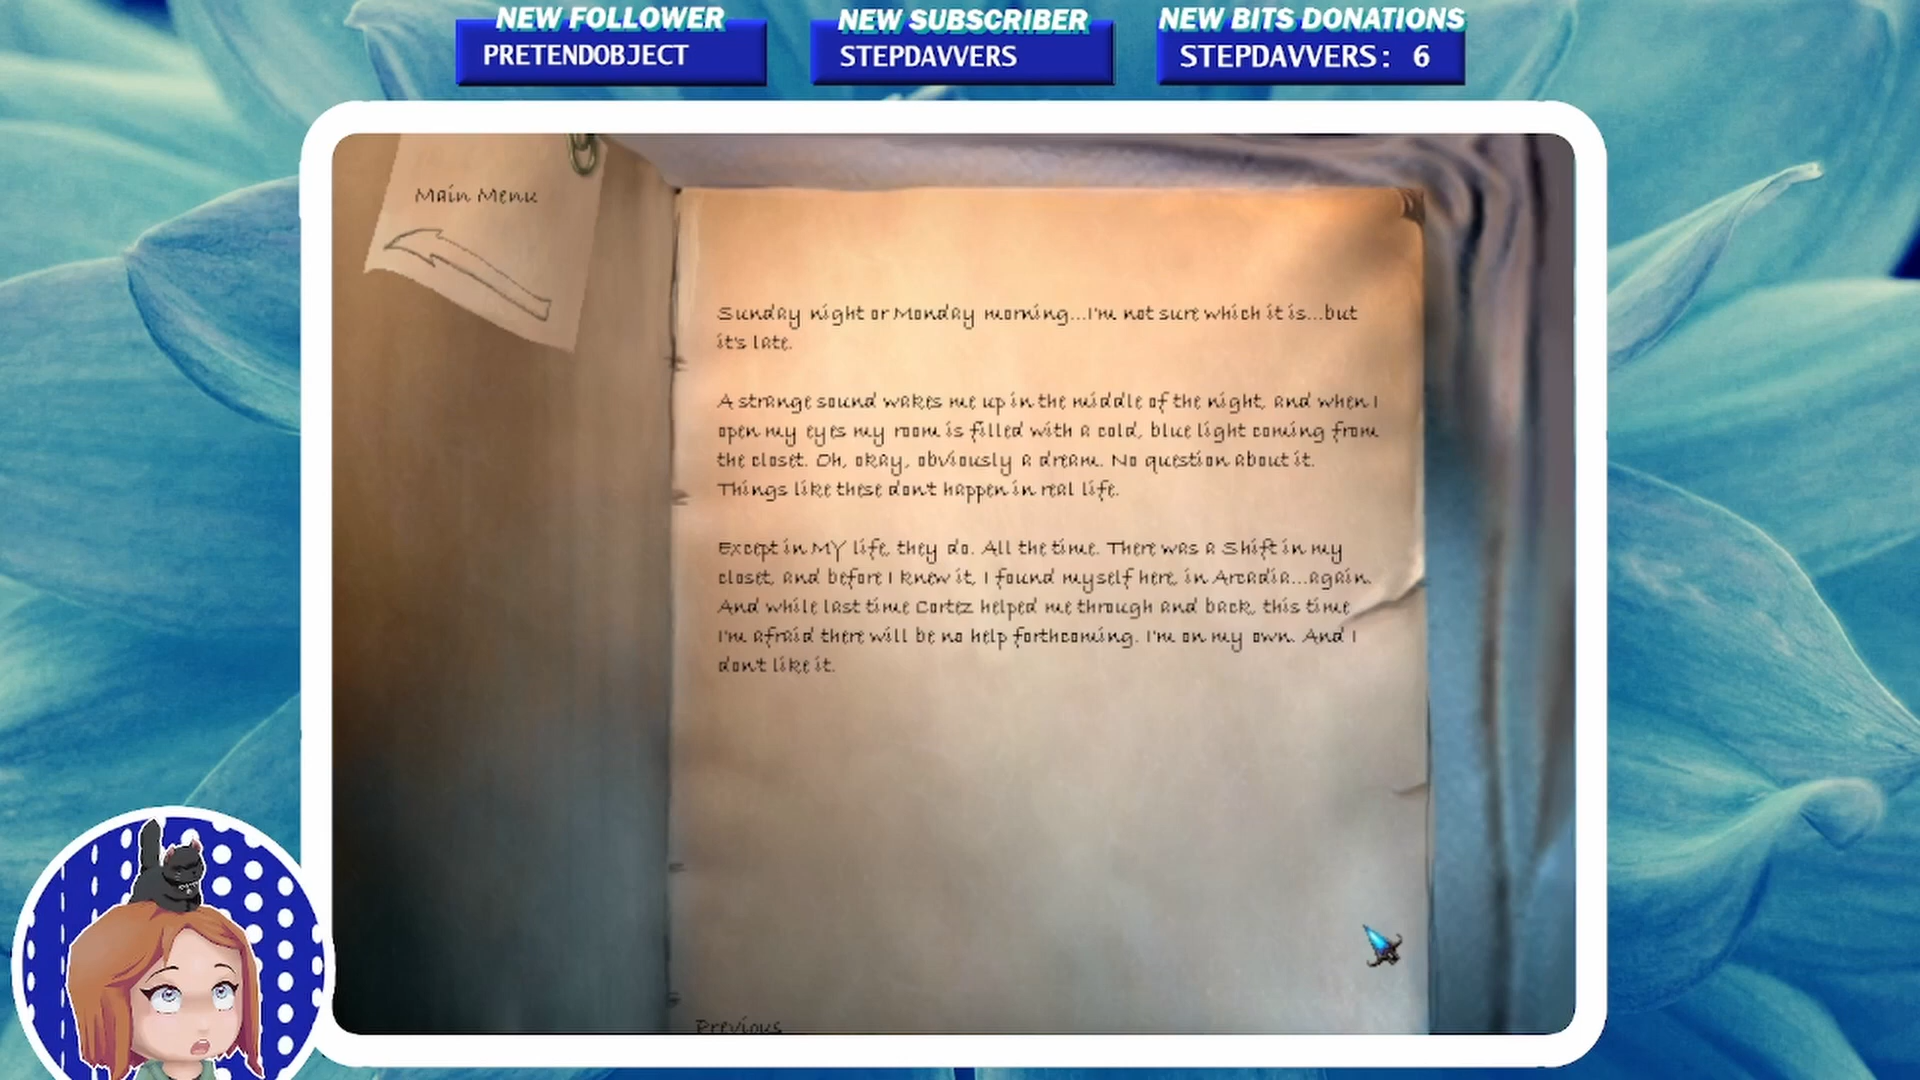 NEW FOLLOWER
PRETENDOBJECT
NEW SUBSCRIBER
STEPDAVVERS
NEW BITS DONATIONS
STEPDAVVERS: 6
Main Menu
Sunday night or Monday morning...I'm not sure which it is...but
it's late.
A strange sound wakes me up in the middle of the night, and when I
open my eyes my room is filled with a cold, blue light coming from
the closet. Oh, okay, obviously a dream. No question about it.
Things like these don't happen in real life.
Except in MY life, they do. All the time. There was a Shift in my
closet, and before I knew it, I found myself here, in Arcadia...again.
And while last time Cortez helped me through and back, this time
I'm afraid there will be no help forthcoming. I'm on my own. And I
don't like it.
Previous